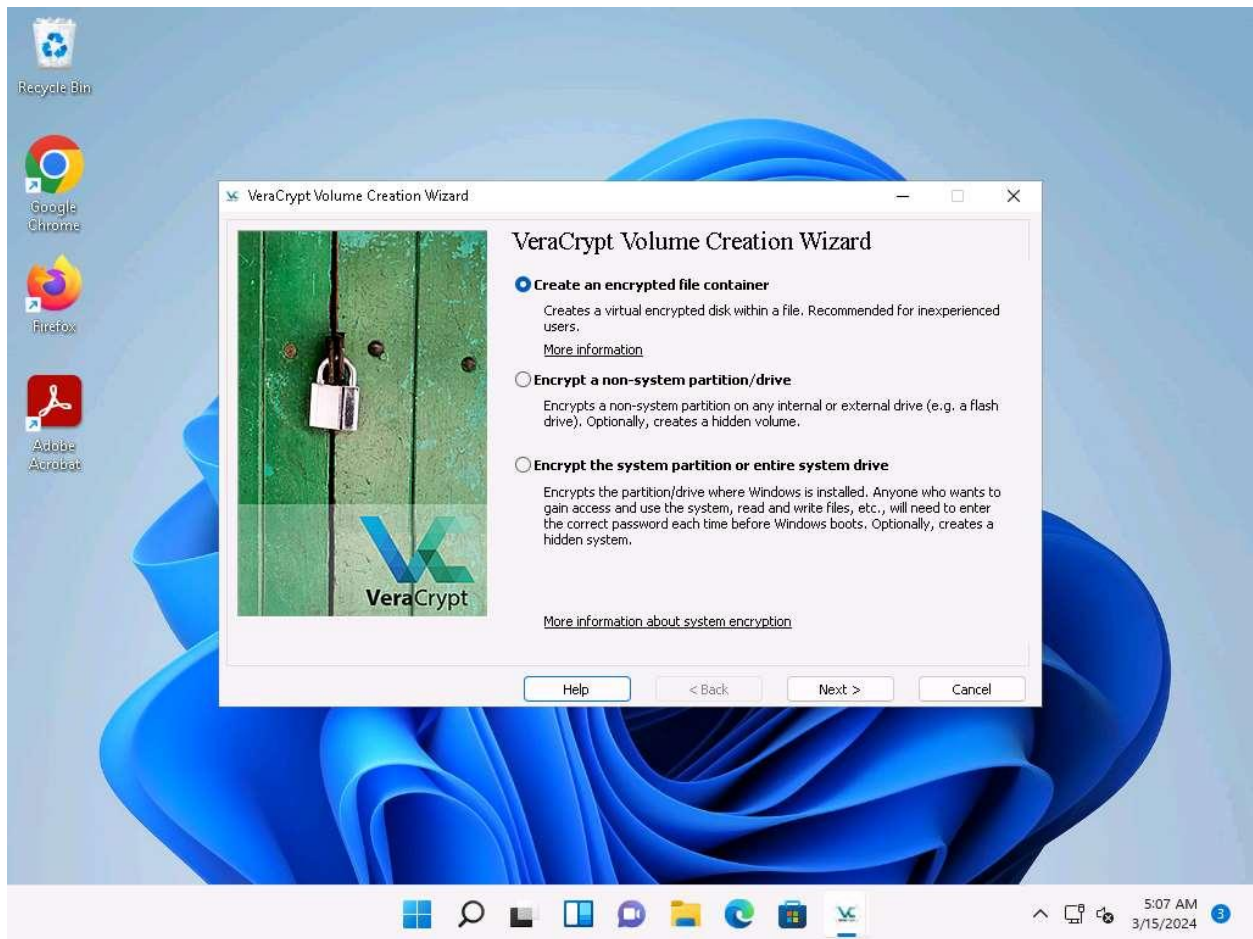 Recycle Bin
Google
Chrome
Firefox
Adobe
Acrobat
VeraCrypt Volume Creation Wizard
VeraCrypt Volume Creation Wizard
Create an encrypted file container
Creates a virtual encrypted disk within a file. Recommended for inexperienced
users.
More information
Encrypt a non-system partition/drive
Encrypts a non-system partition on any internal or external drive (e.g. a flash
drive). Optionally, creates a hidden volume.
Encrypt the system partition or entire system drive
Encrypts the partition/drive where Windows is installed. Anyone who wants to
gain access and use the system, read and write files, etc., will need to enter
the correct password each time before Windows boots. Optionally, creates a
hidden system.
VeraCrypt
More information about system encryption
Help
< Back
Next >
Cancel
5:07 AM
3/15/2024
3